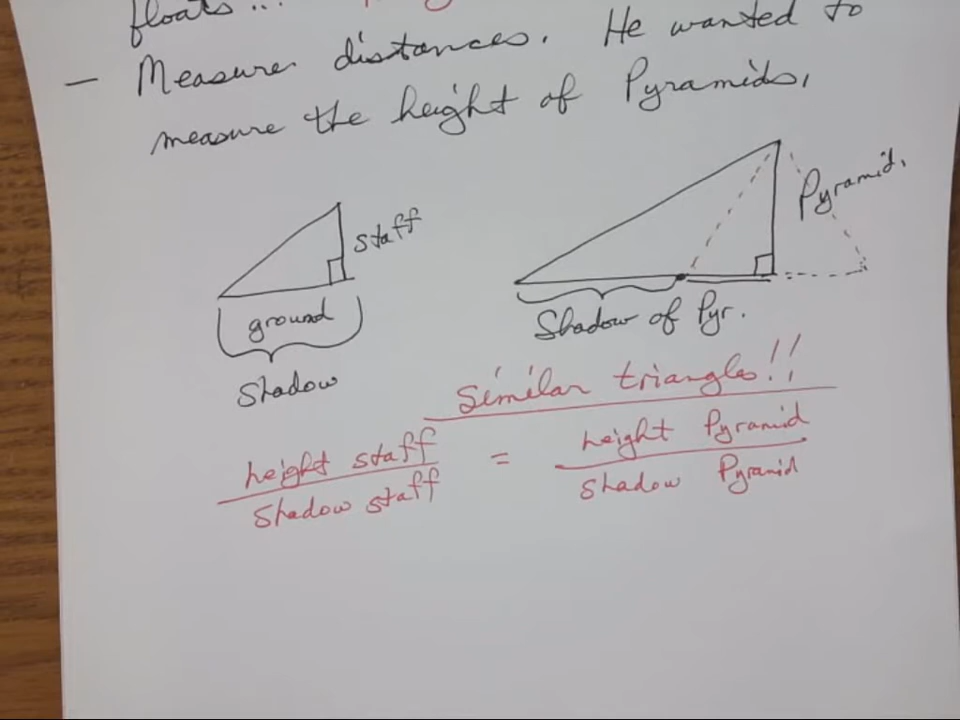 floats...
- Measure distances. He wanted to
measure the height of Pyramids.
staff
ground
Shadow
Pyramid.
Shadow of Pyr.
Similar triangles!!
height staff / Shadow staff = height Pyramid / shadow Pyramid